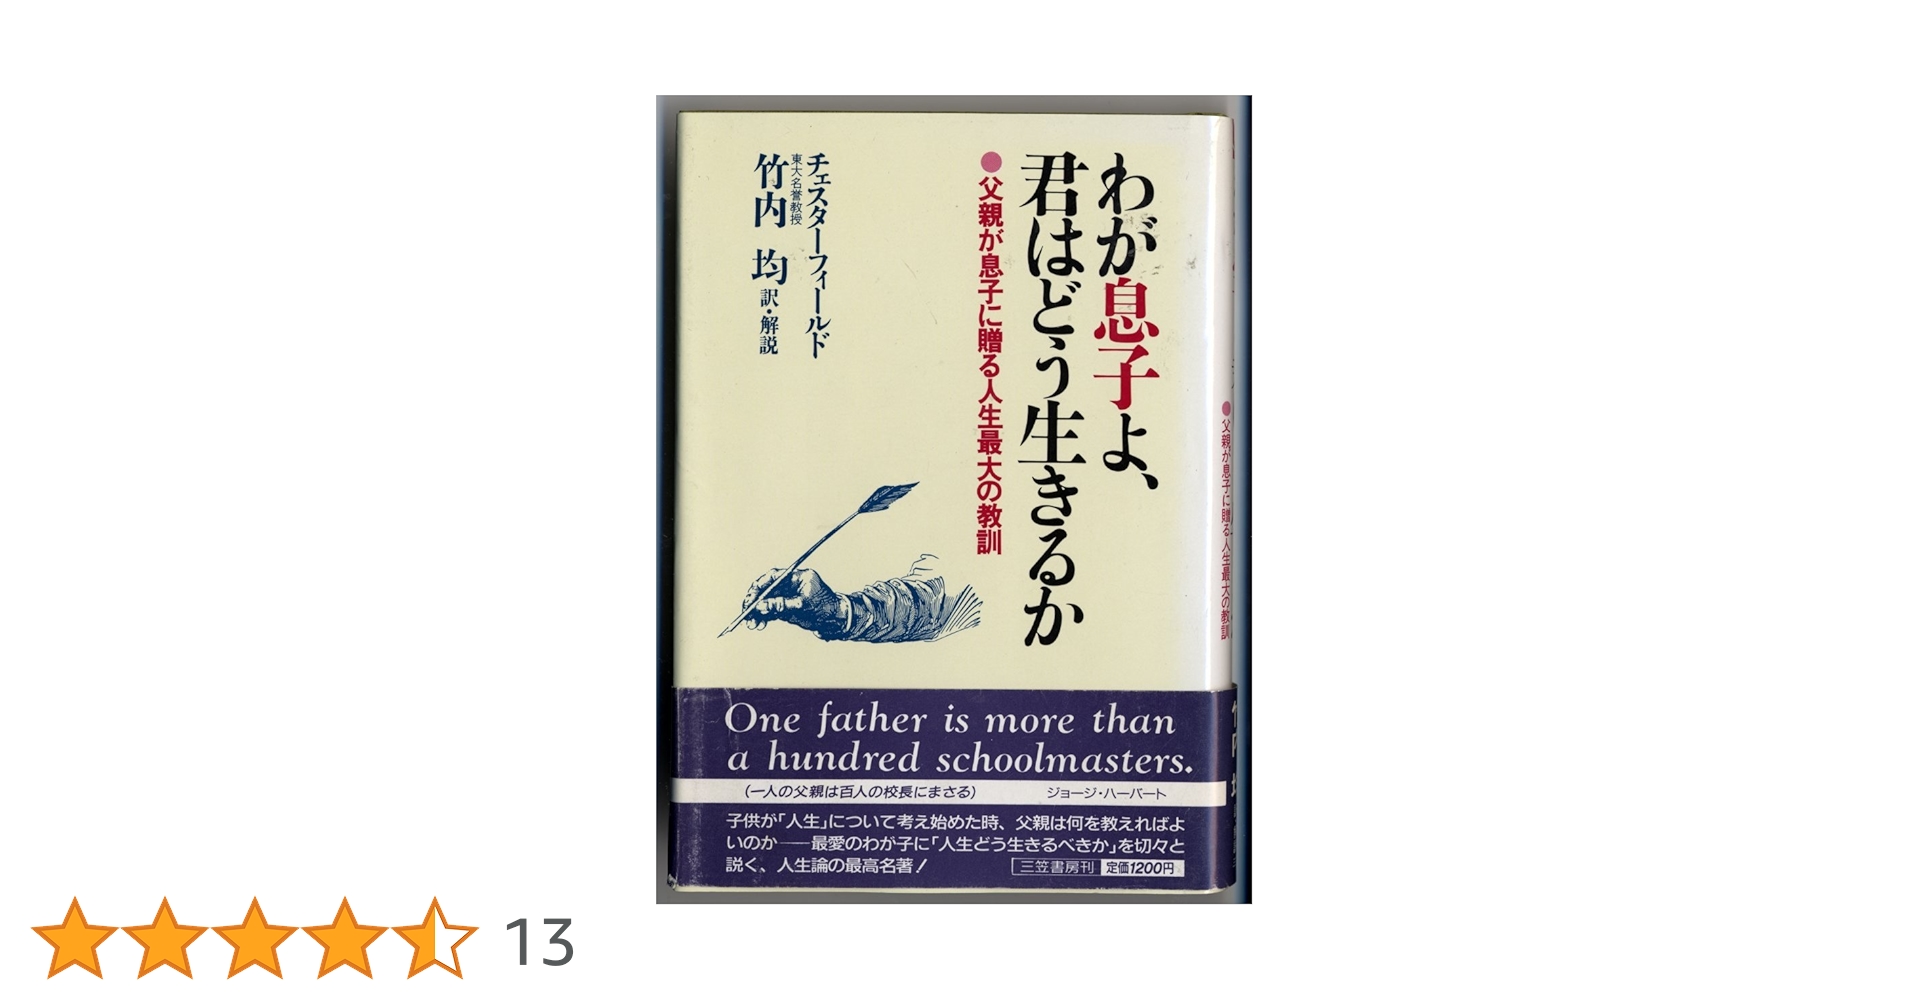 わが息子よ、
君はどう生きるか
●父親が息子に贈る人生最大の教訓
チェスターフィールド
東大名誉教授
竹内 均 訳・解説
One father is more than
a hundred schoolmasters.
(一人の父親は百人の校長にまさる) ジョージ・ハーバート
子供が「人生」について考え始めた時、父親は何を教えればよ
いのか——最愛のわが子に「人生どう生きるべきか」を切々と
説く、人生論の最高名著!
三笠書房刊 定価1200円
●父親が息子に贈る人生最大の教訓
13